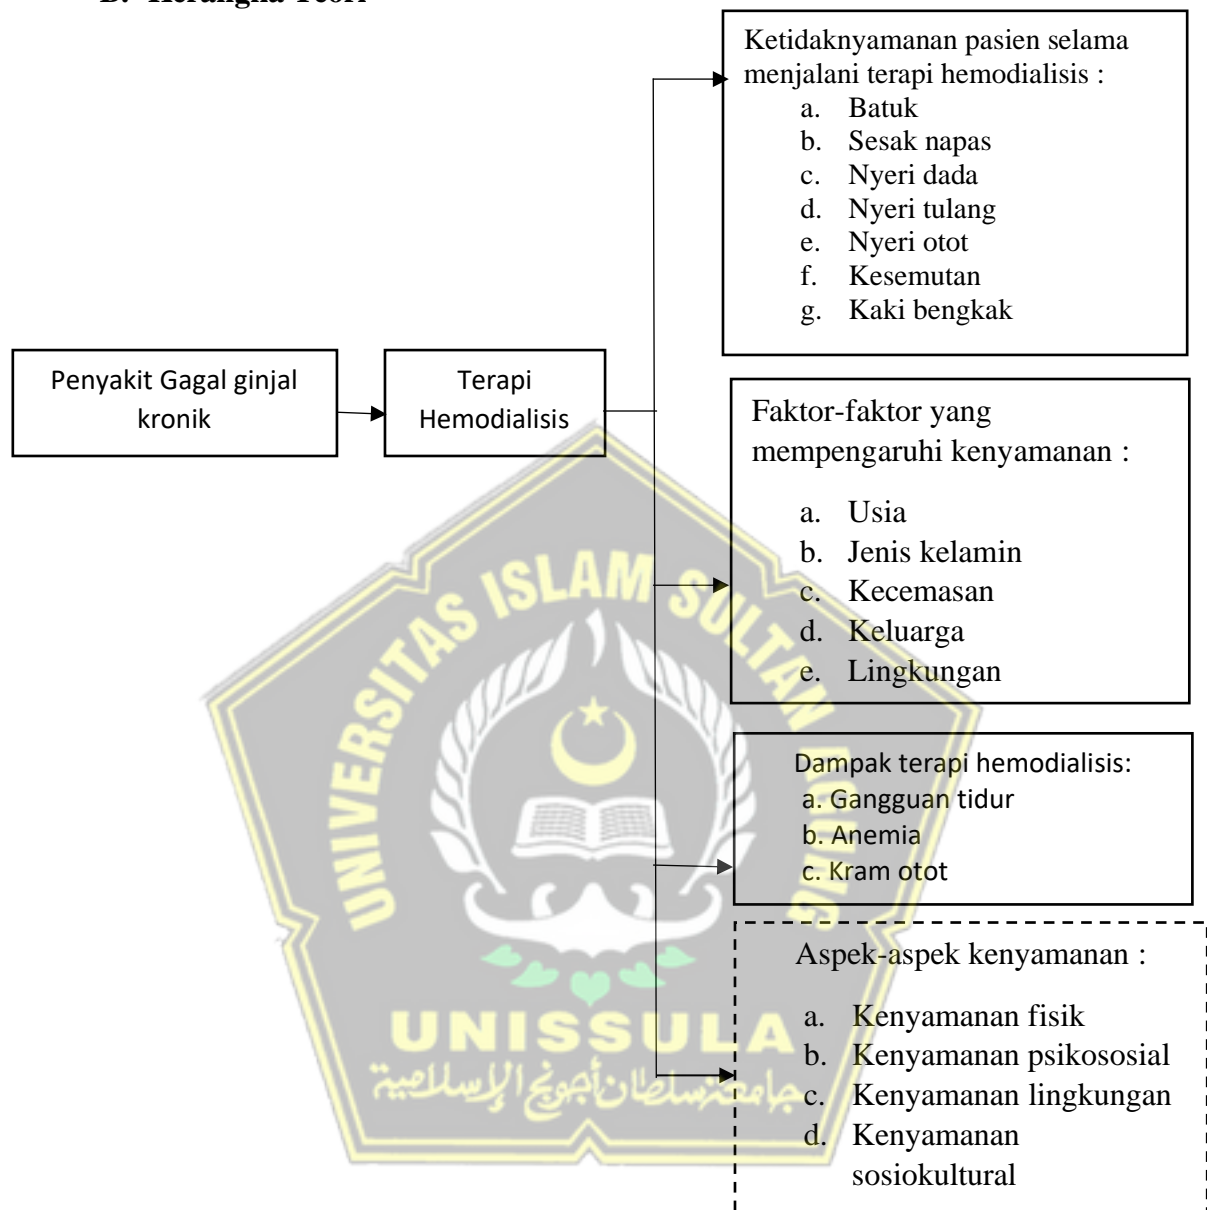 B. Kerangka Teori
Ketidaknyamanan pasien selama
menjalani terapi hemodialisis :
a. Batuk
b. Sesak napas
c. Nyeri dada
d. Nyeri tulang
e. Nyeri otot
f. Kesemutan
g. Kaki bengkak
Penyakit Gagal ginjal
kronik
Terapi
Hemodialisis
Faktor-faktor yang
mempengaruhi kenyamanan :
a. Usia
b. Jenis kelamin
c. Kecemasan
d. Keluarga
e. Lingkungan
Dampak terapi hemodialisis:
a. Gangguan tidur
b. Anemia
c. Kram otot
Aspek-aspek kenyamanan :
a. Kenyamanan fisik
b. Kenyamanan psikososial
c. Kenyamanan lingkungan
d. Kenyamanan
sosiokultural
UNIVERSITAS ISLAM SULTAN AGUNG
UNISSULA
جامعة سلطان أجونج الإسلامية